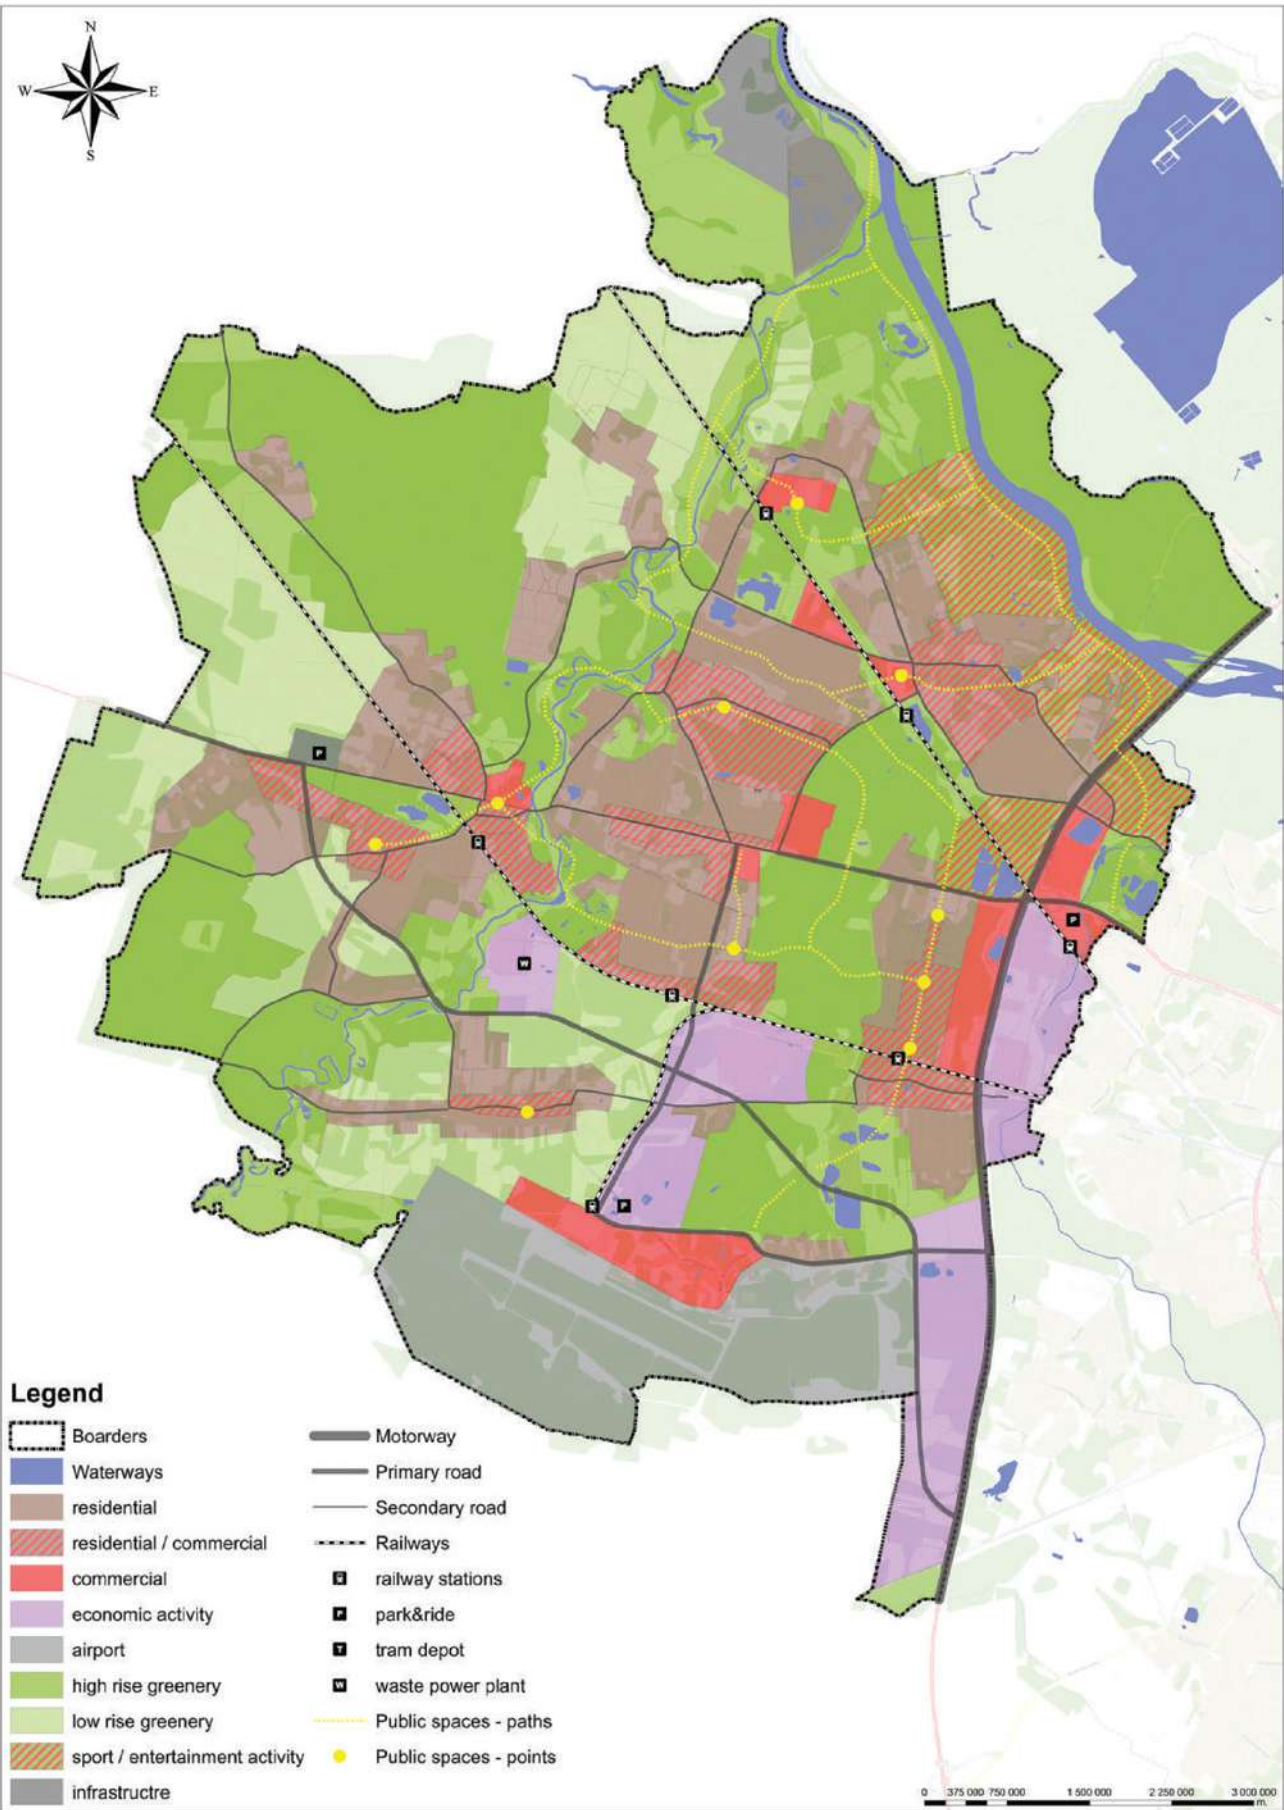 N
W E
S
P
W
P
P
Legend
Boarders
Waterways
residential
residential / commercial
commercial
economic activity
airport
high rise greenery
low rise greenery
sport / entertainment activity
infrastructre
Motorway
Primary road
Secondary road
Railways
railway stations
P park&ride
T tram depot
W waste power plant
Public spaces - paths
Public spaces - points
0 375 000 750 000 1 500 000 2 250 000 3 000 000
m.